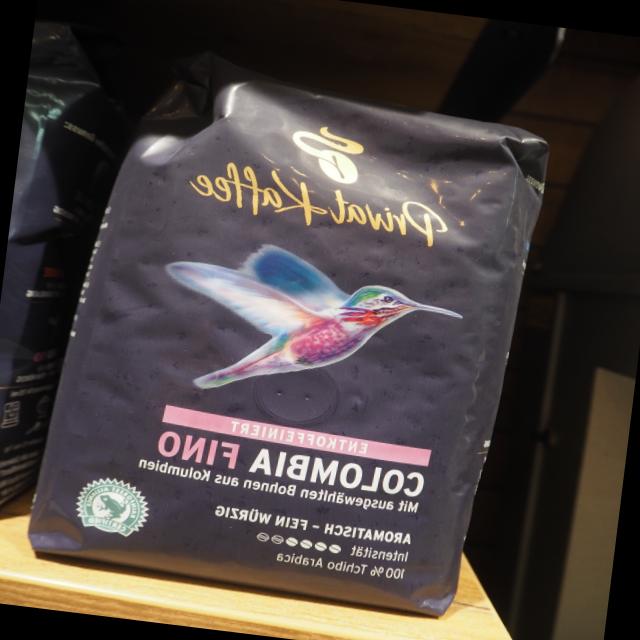 Privat Kaffee
ENTKOFFEINIERT
COLOMBIA FINO
Mit ausgewählten Bohnen aus Kolumbien
AROMATISCH – FEIN WÜRZIG
Intensität
100 % Tchibo Arabica